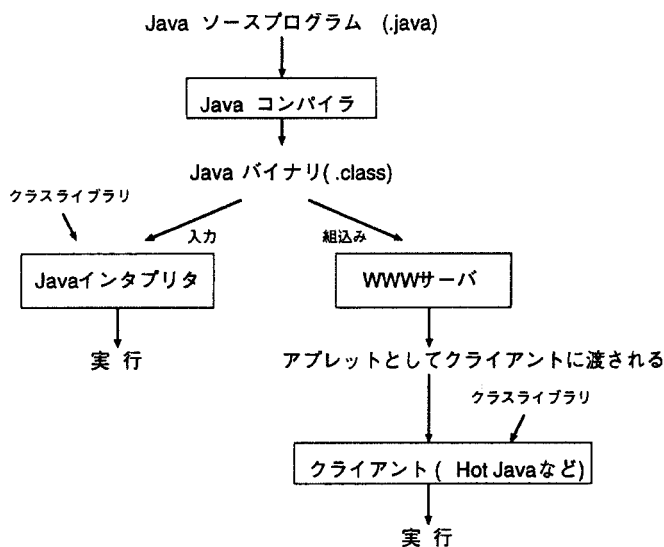 Java ソースプログラム (.java)
Java コンパイラ
Java バイナリ( .class)
クラスライブラリ
入力
組込み
Javaインタプリタ
WWWサーバ
実 行
アプレットとしてクライアントに渡される
クラスライブラリ
クライアント( Hot Javaなど)
実 行